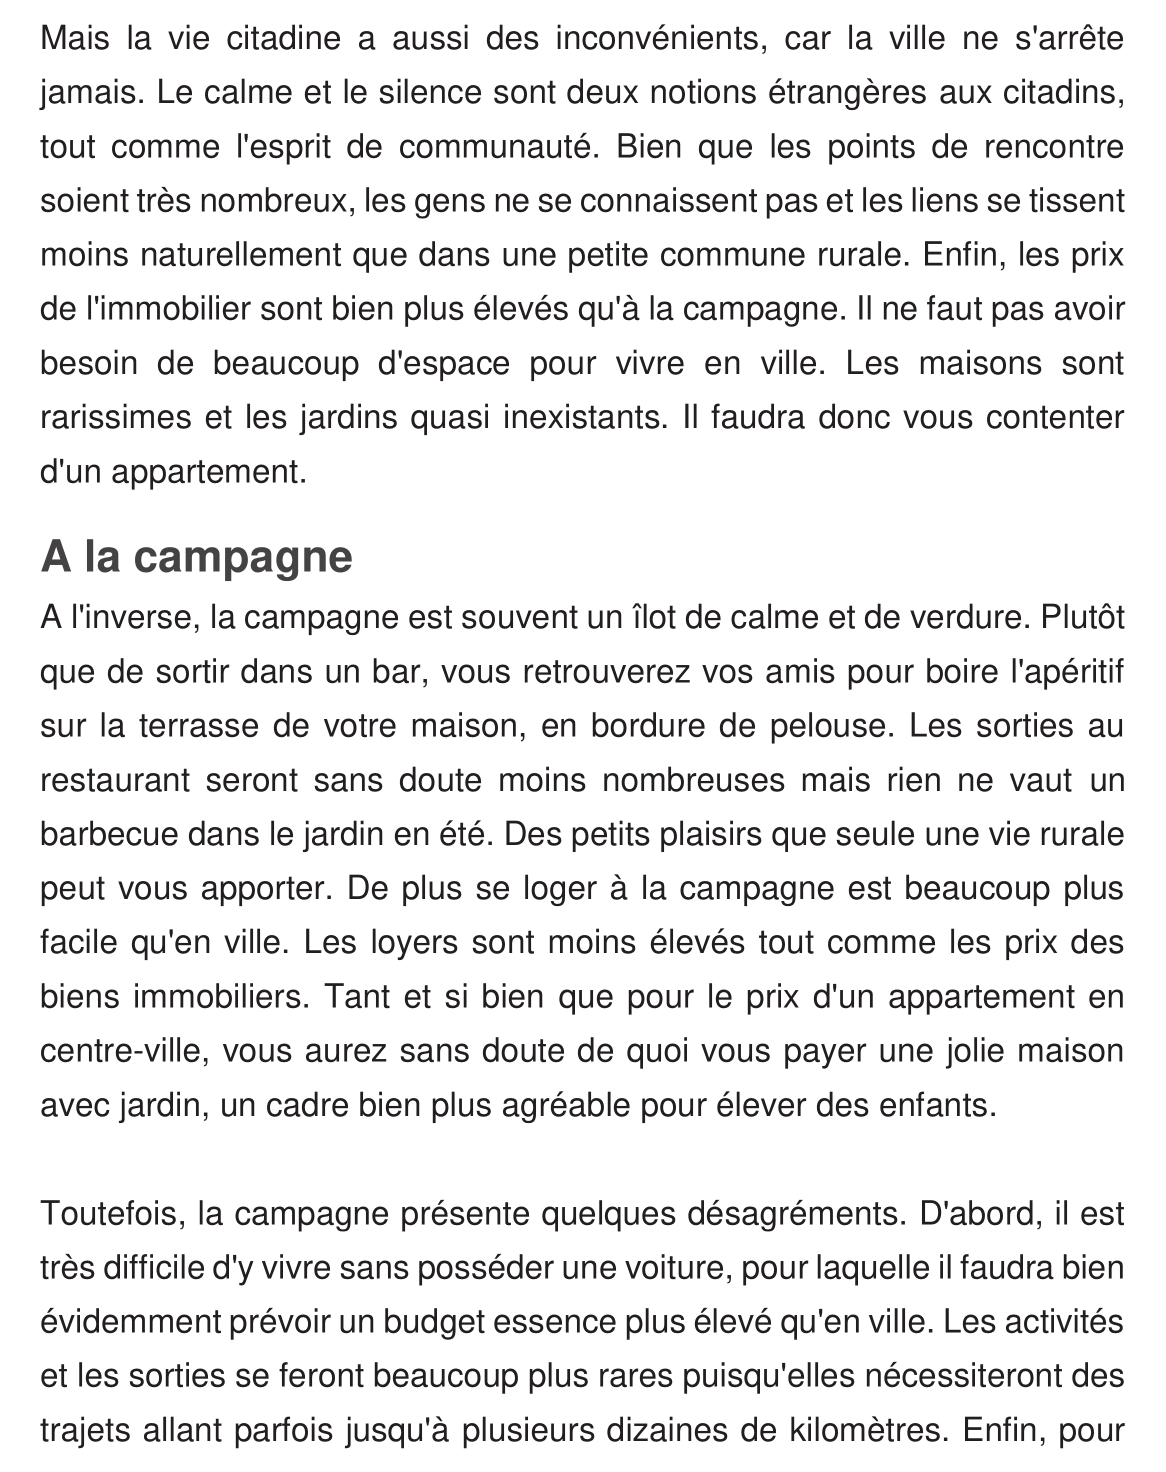 Mais la vie citadine a aussi des inconvénients, car la ville ne s'arrête
jamais. Le calme et le silence sont deux notions étrangères aux citadins,
tout comme l'esprit de communauté. Bien que les points de rencontre
soient très nombreux, les gens ne se connaissent pas et les liens se tissent
moins naturellement que dans une petite commune rurale. Enfin, les prix
de l'immobilier sont bien plus élevés qu'à la campagne. Il ne faut pas avoir
besoin de beaucoup d'espace pour vivre en ville. Les maisons sont
rarissimes et les jardins quasi inexistants. Il faudra donc vous contenter
d'un appartement.
A la campagne
A l'inverse, la campagne est souvent un îlot de calme et de verdure. Plutôt
que de sortir dans un bar, vous retrouverez vos amis pour boire l'apéritif
sur la terrasse de votre maison, en bordure de pelouse. Les sorties au
restaurant seront sans doute moins nombreuses mais rien ne vaut un
barbecue dans le jardin en été. Des petits plaisirs que seule une vie rurale
peut vous apporter. De plus se loger à la campagne est beaucoup plus
facile qu'en ville. Les loyers sont moins élevés tout comme les prix des
biens immobiliers. Tant et si bien que pour le prix d'un appartement en
centre-ville, vous aurez sans doute de quoi vous payer une jolie maison
avec jardin, un cadre bien plus agréable pour élever des enfants.
Toutefois, la campagne présente quelques désagréments. D'abord, il est
très difficile d'y vivre sans posséder une voiture, pour laquelle il faudra bien
évidemment prévoir un budget essence plus élevé qu'en ville. Les activités
et les sorties se feront beaucoup plus rares puisqu'elles nécessiteront des
trajets allant parfois jusqu'à plusieurs dizaines de kilomètres. Enfin, pour